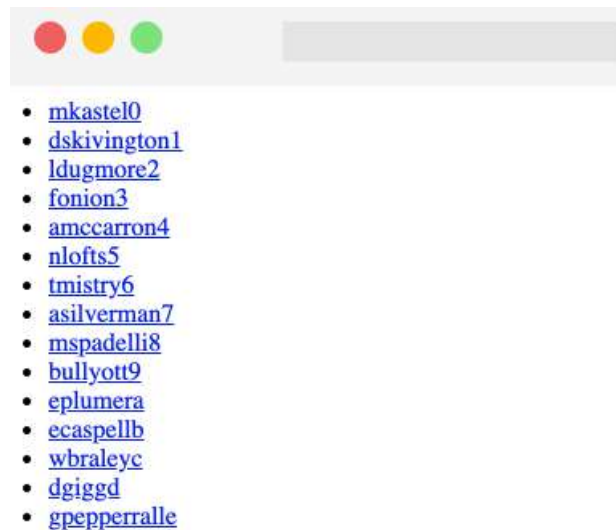 mkastel0
dskivington1
ldugmore2
fonion3
amccarron4
nlofts5
tmistry6
asilverman7
mspadelli8
bullyott9
eplumera
ecaspellb
wbraleyc
dgiggd
gpepperralle